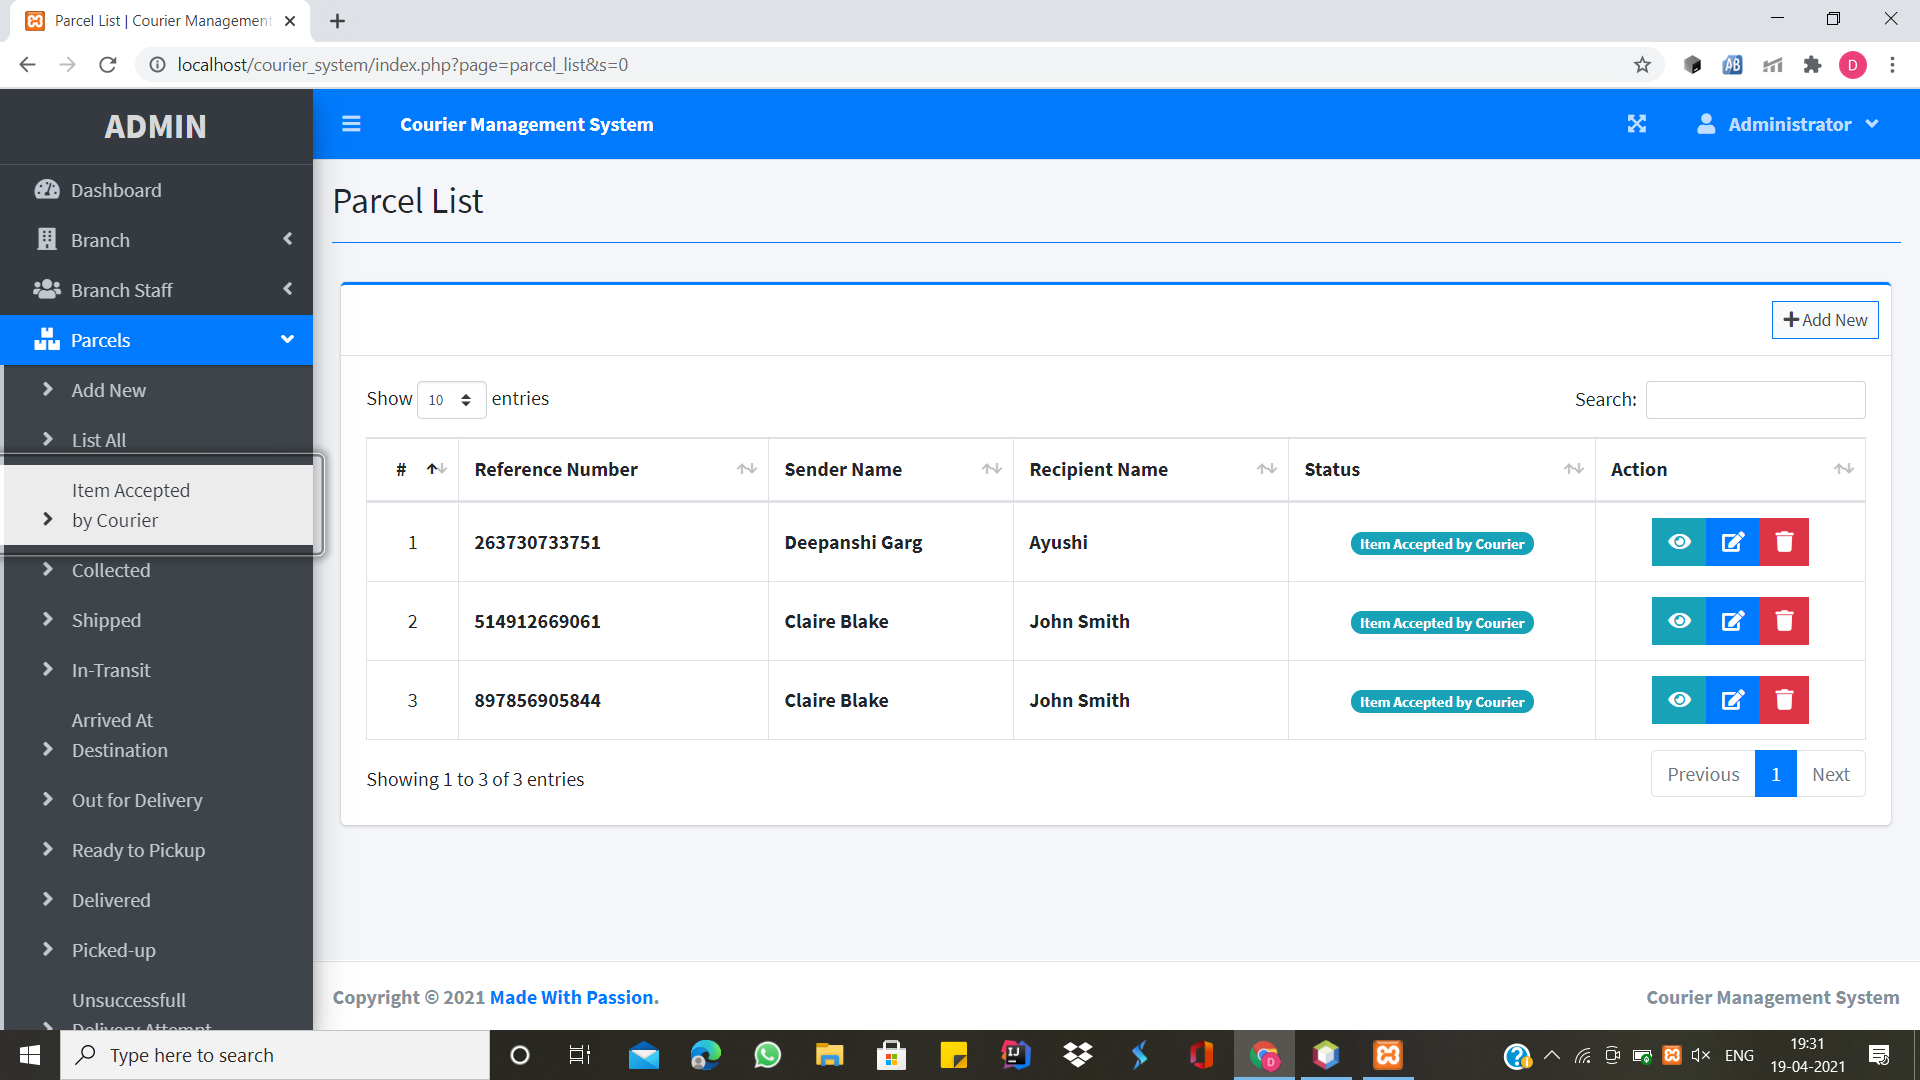 Parcel List | Courier Management
localhost/courier_system/index.php?page=parcel_list&s=0
D
ADMIN
Courier Management System
Administrator
Dashboard
Branch
Branch Staff
Parcels
Add New
List All
Item Accepted
by Courier
Collected
Shipped
In-Transit
Arrived At
Destination
Out for Delivery
Ready to Pickup
Delivered
Picked-up
Unsuccessfull
Delivery Attempt
Parcel List
Add New
Show 10 entries
Search:
# Reference Number Sender Name Recipient Name Status Action
1 263730733751 Deepanshi Garg Ayushi Item Accepted by Courier
2 514912669061 Claire Blake John Smith Item Accepted by Courier
3 897856905844 Claire Blake John Smith Item Accepted by Courier
Showing 1 to 3 of 3 entries
Previous 1 Next
Copyright © 2021 Made With Passion.
Courier Management System
Type here to search
ENG
19:31
19-04-2021